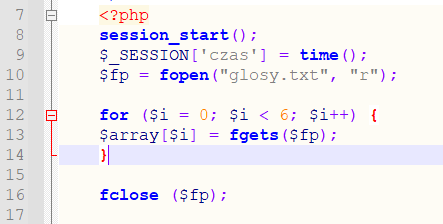 7 <?php
8 session_start();
9 $_SESSION['czas'] = time();
10 $fp = fopen("glosy.txt", "r");
11
12 for ($i = 0; $i < 6; $i++) {
13 $array[$i] = fgets($fp);
14 }
15
16 fclose ($fp);
17